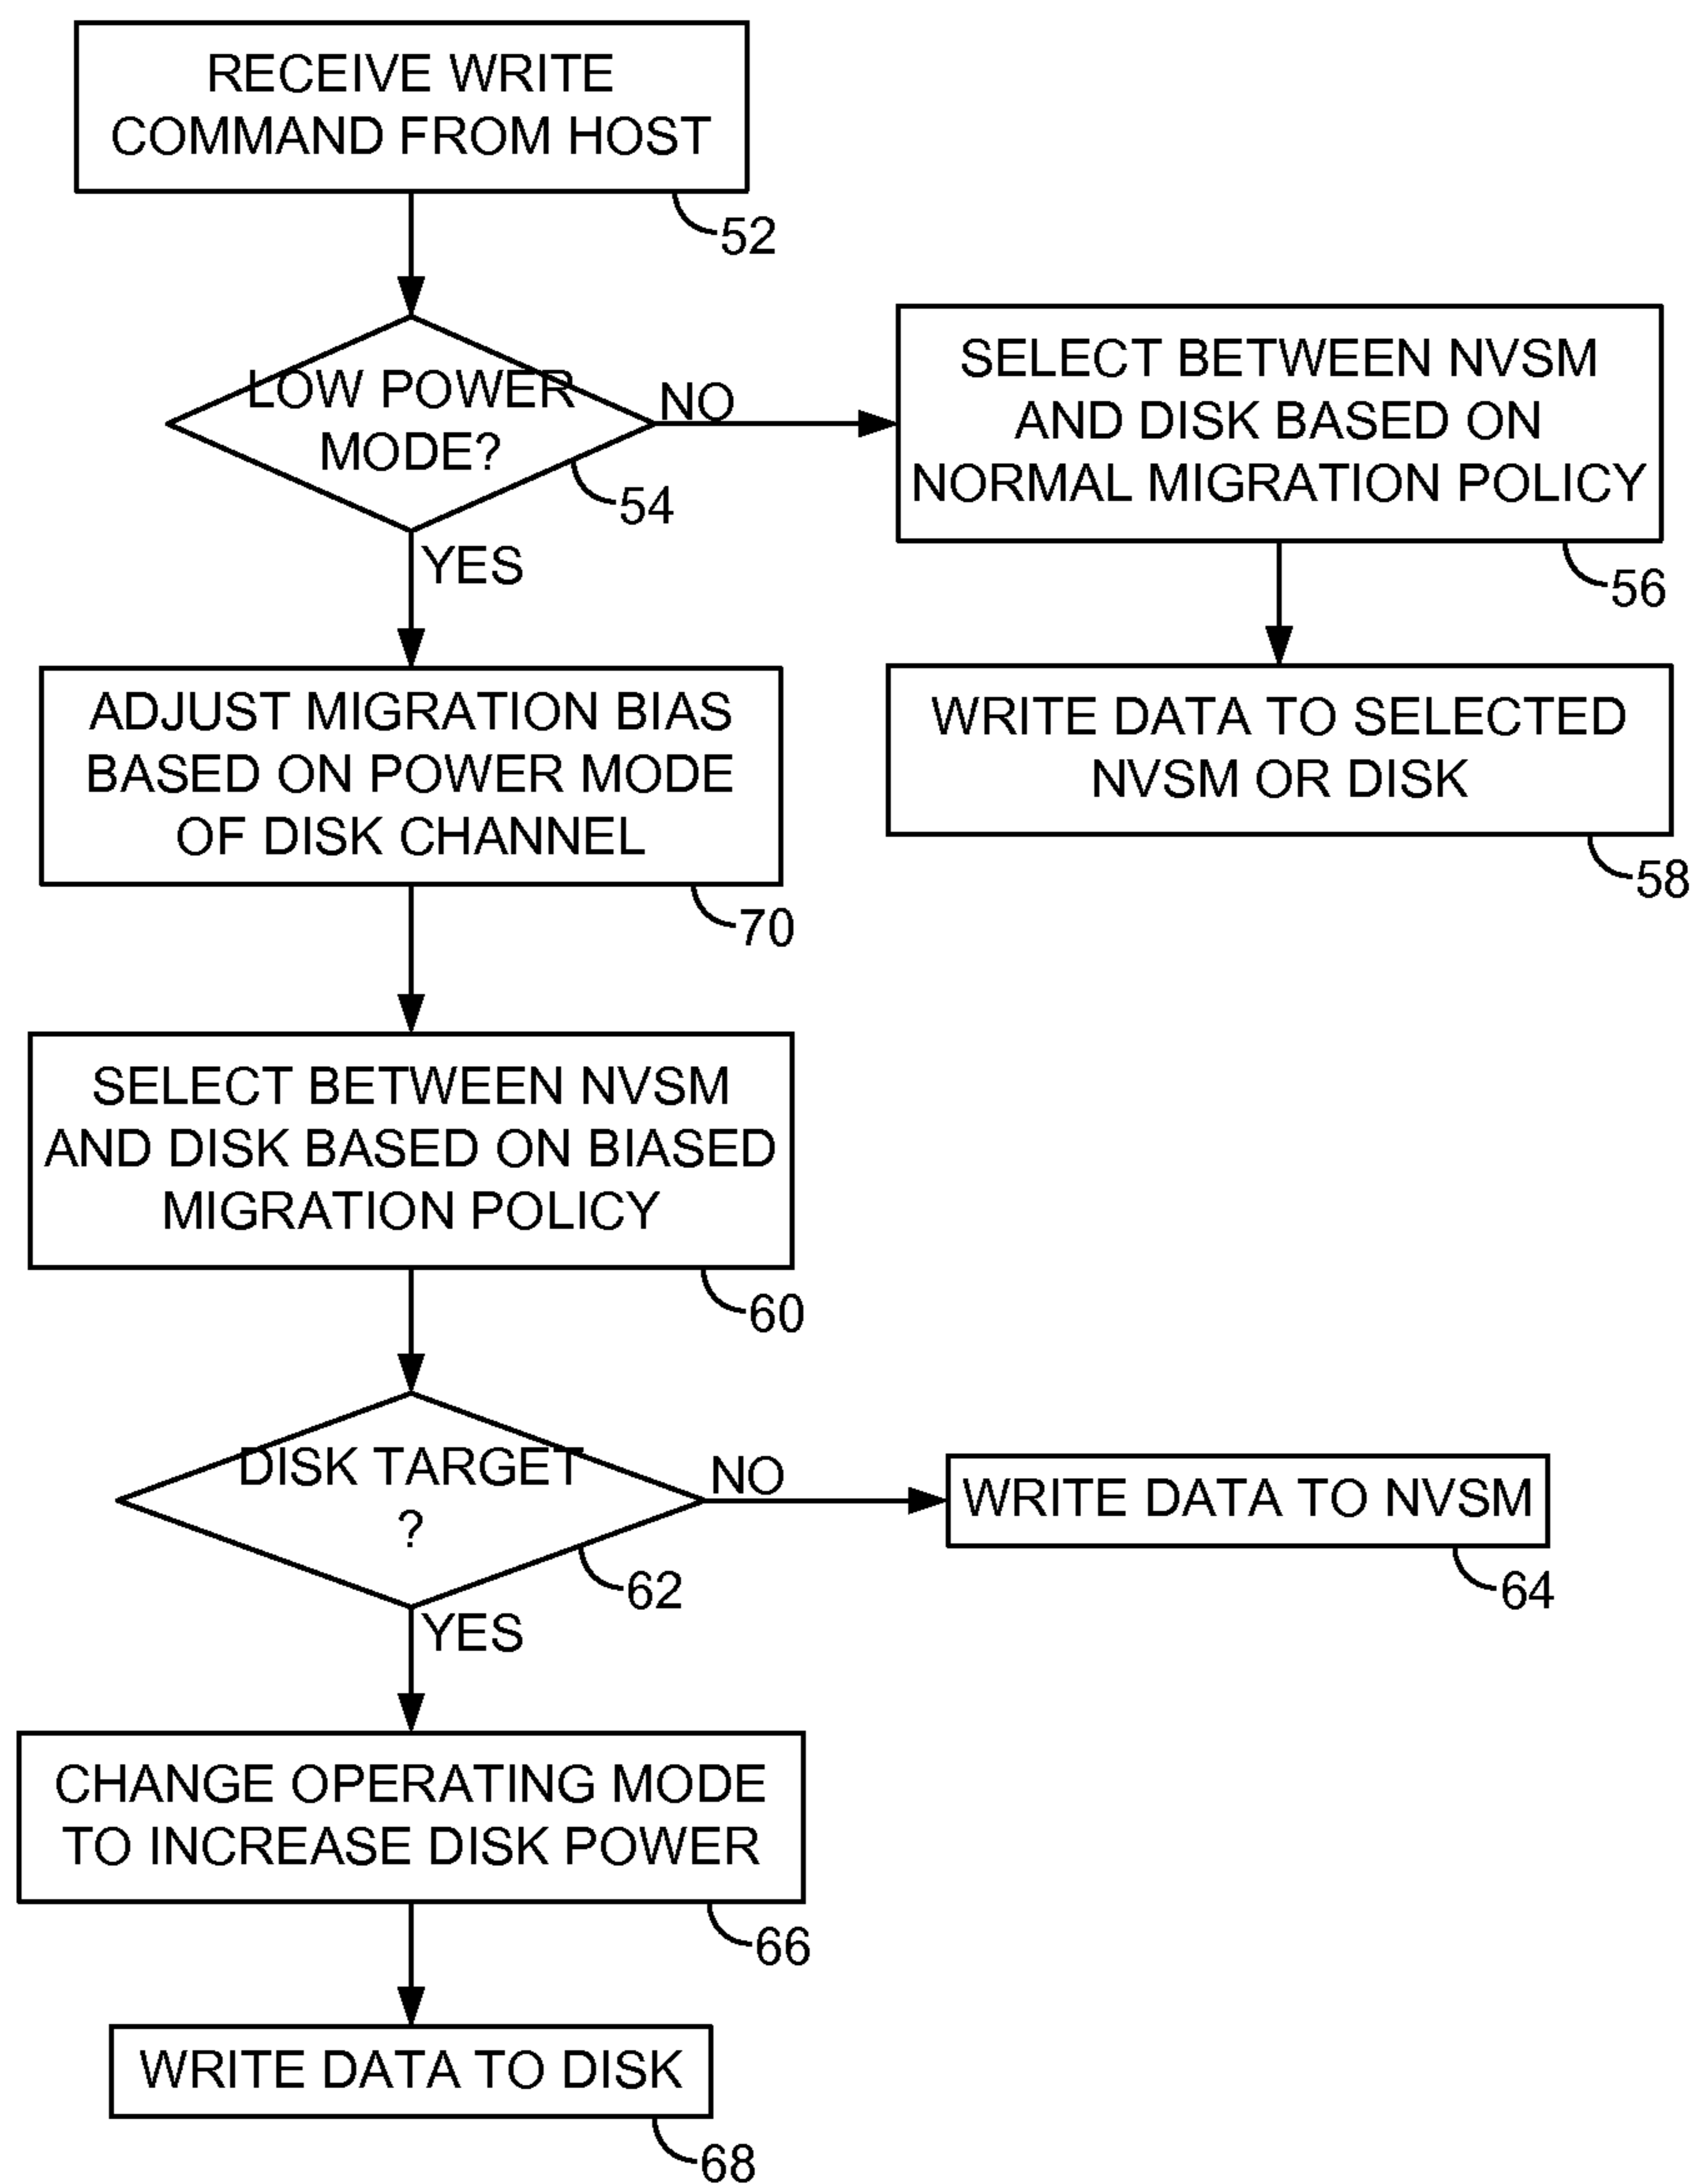 RECEIVE WRITE
COMMAND FROM HOST
52
LOW POWER
MODE?
54
NO
YES
SELECT BETWEEN NVSM
AND DISK BASED ON
NORMAL MIGRATION POLICY
56
WRITE DATA TO SELECTED
NVSM OR DISK
58
ADJUST MIGRATION BIAS
BASED ON POWER MODE
OF DISK CHANNEL
70
SELECT BETWEEN NVSM
AND DISK BASED ON BIASED
MIGRATION POLICY
60
DISK TARGET
?
62
NO
WRITE DATA TO NVSM
64
YES
CHANGE OPERATING MODE
TO INCREASE DISK POWER
66
WRITE DATA TO DISK
68